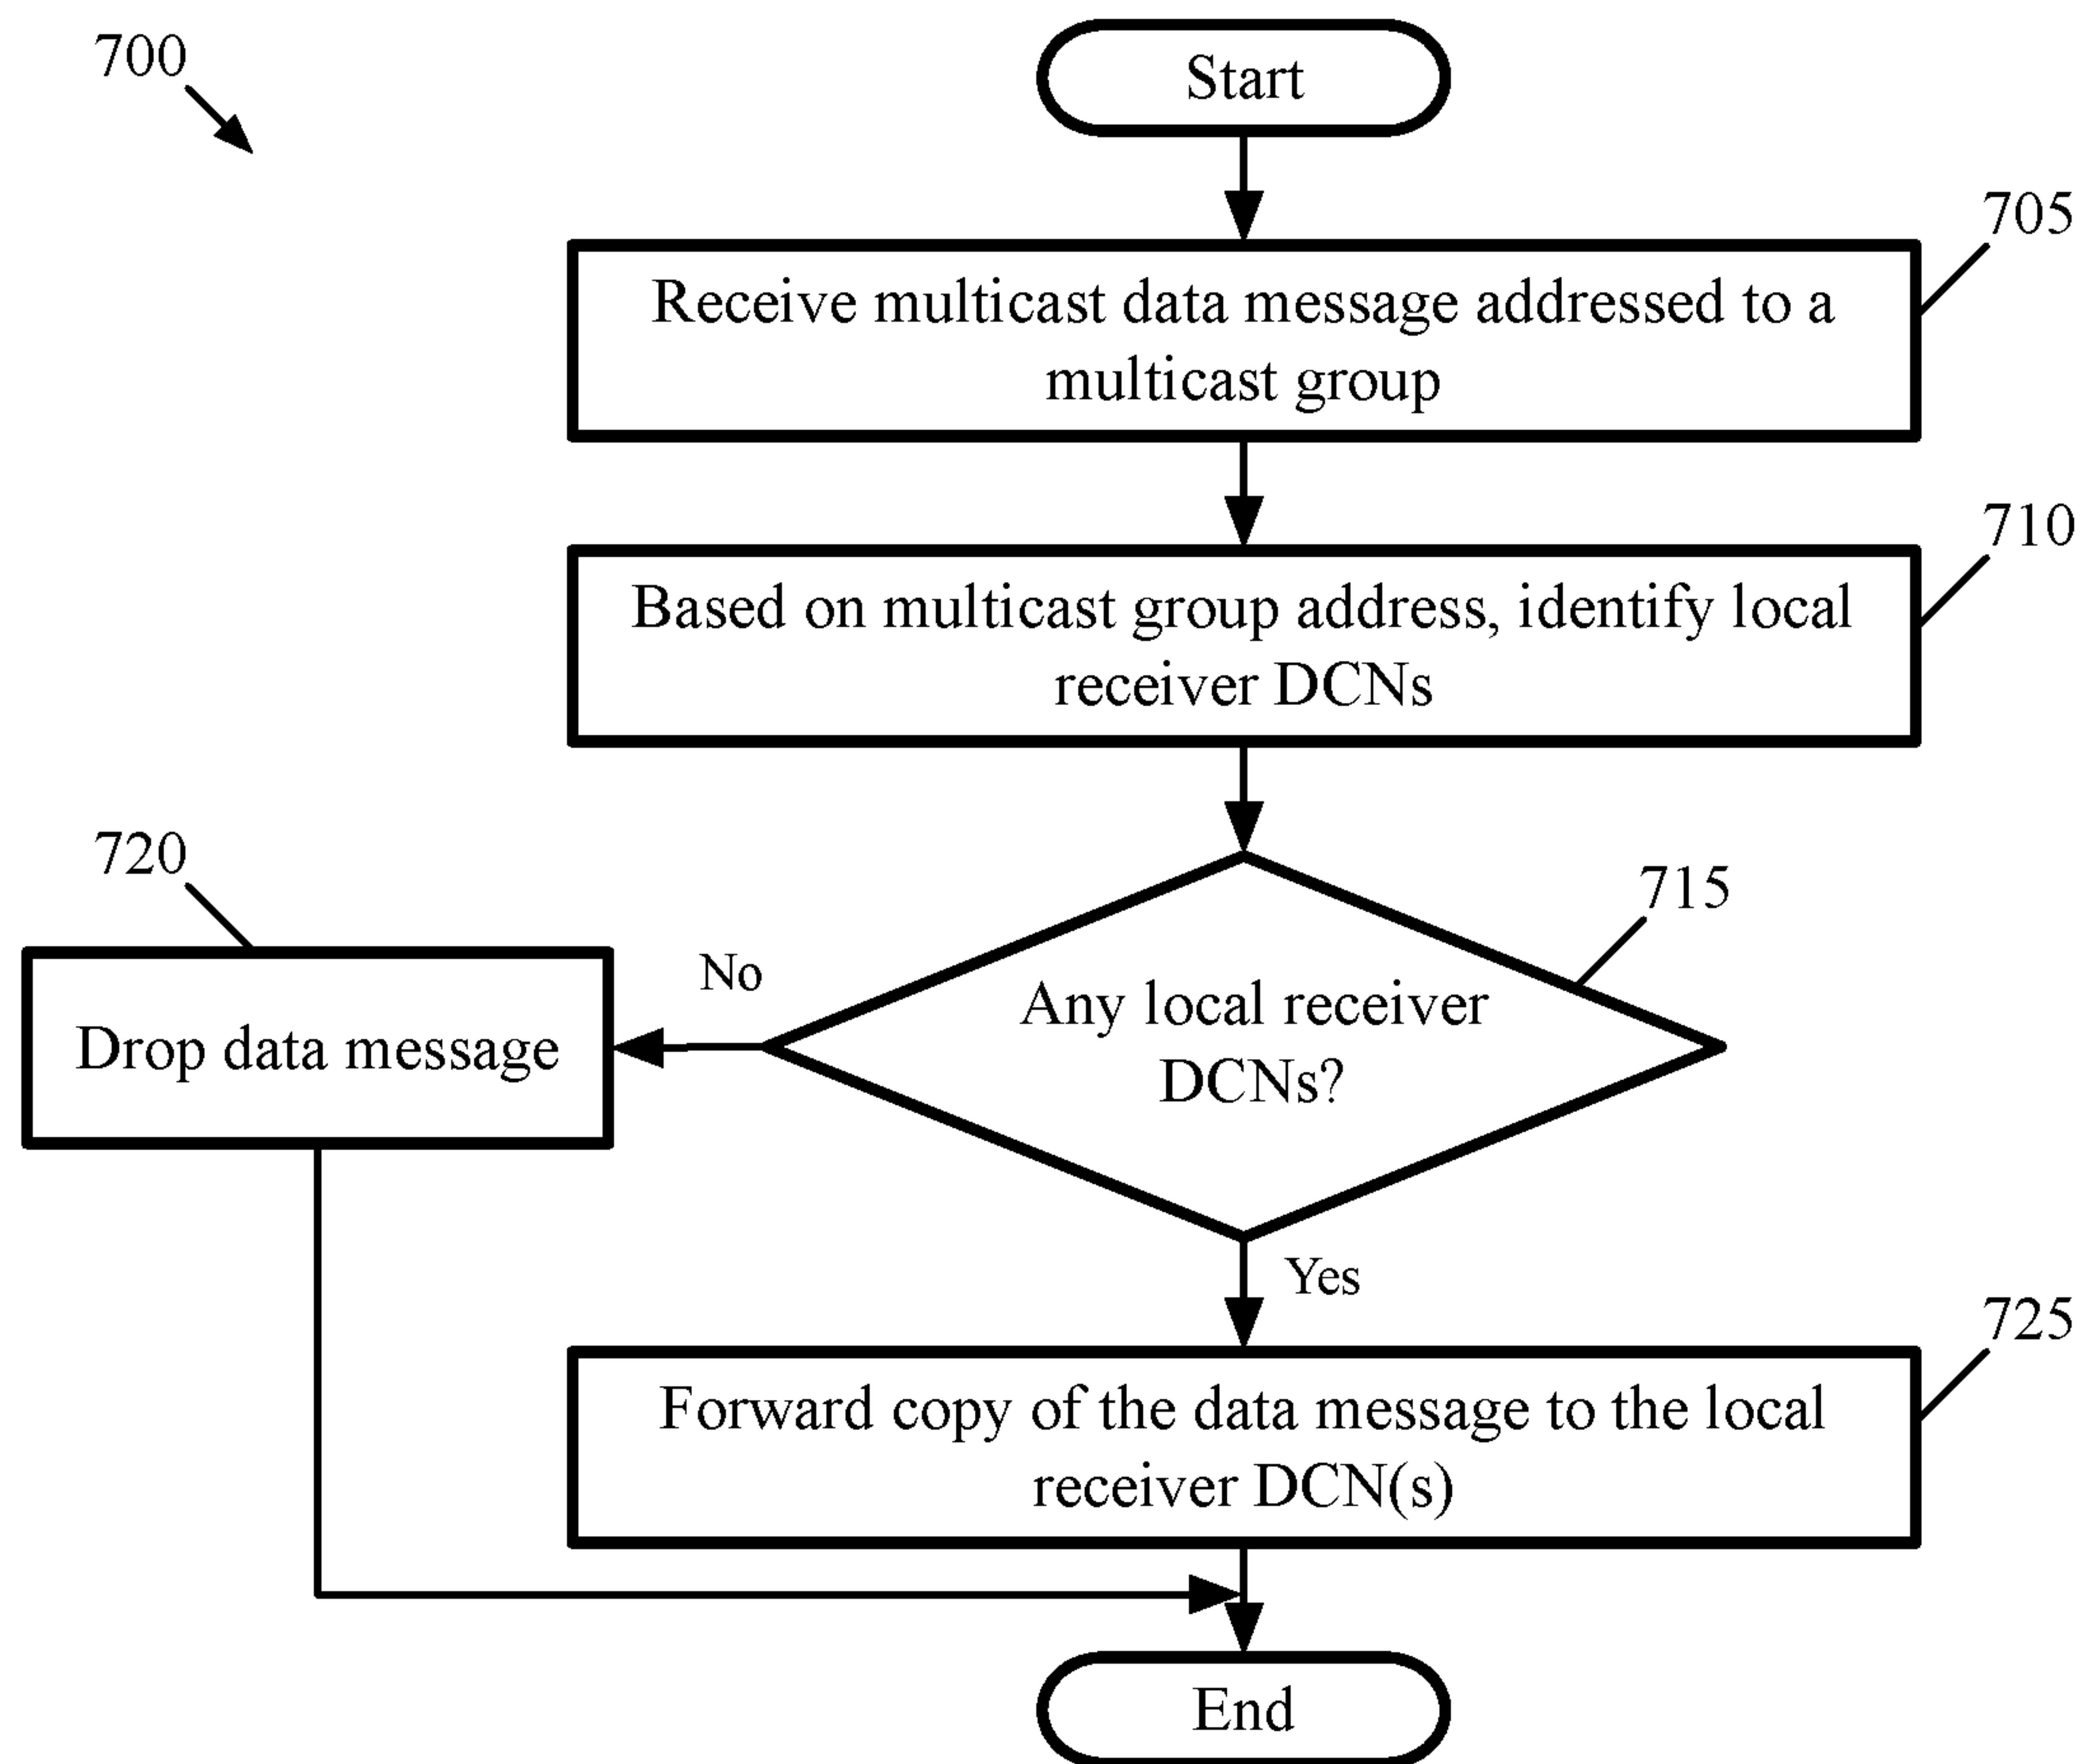 700
Start
705
Receive multicast data message addressed to a
multicast group
710
Based on multicast group address, identify local
receiver DCNs
720
715
No
Any local receiver
DCNs?
Drop data message
Yes
725
Forward copy of the data message to the local
receiver DCN(s)
End